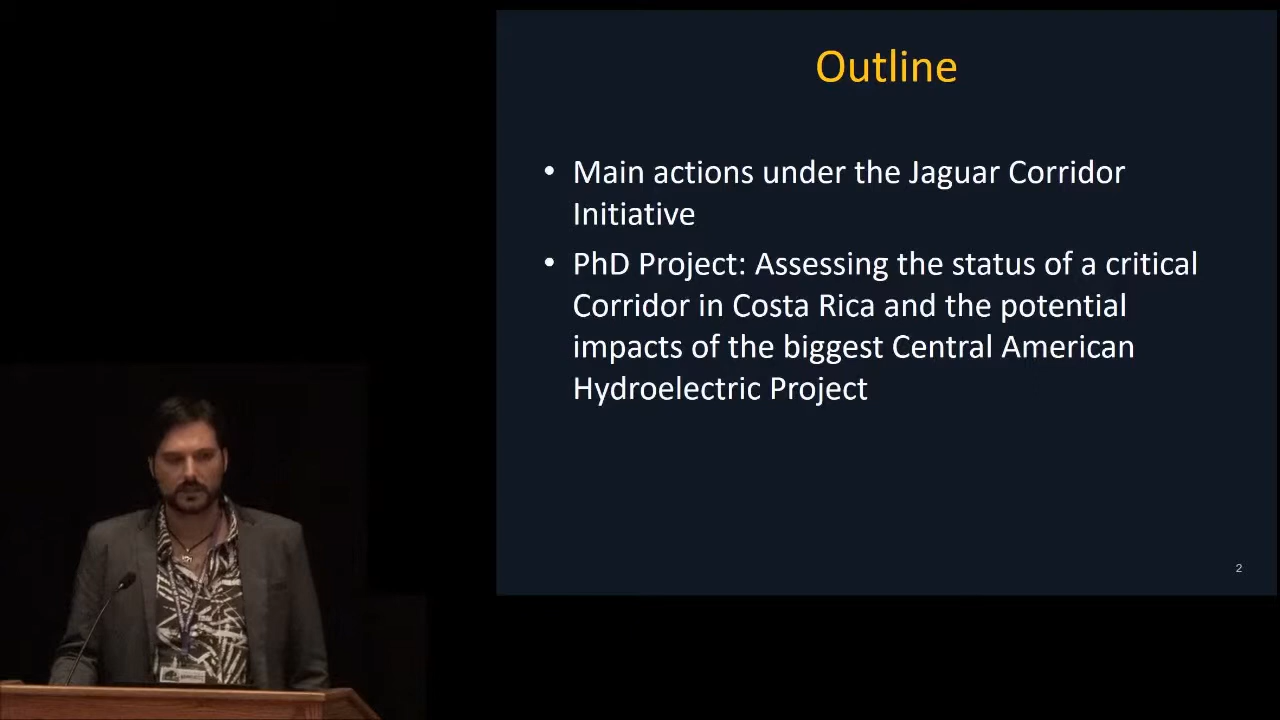 Outline
• Main actions under the Jaguar Corridor
Initiative
• PhD Project: Assessing the status of a critical
Corridor in Costa Rica and the potential
impacts of the biggest Central American
Hydroelectric Project
2